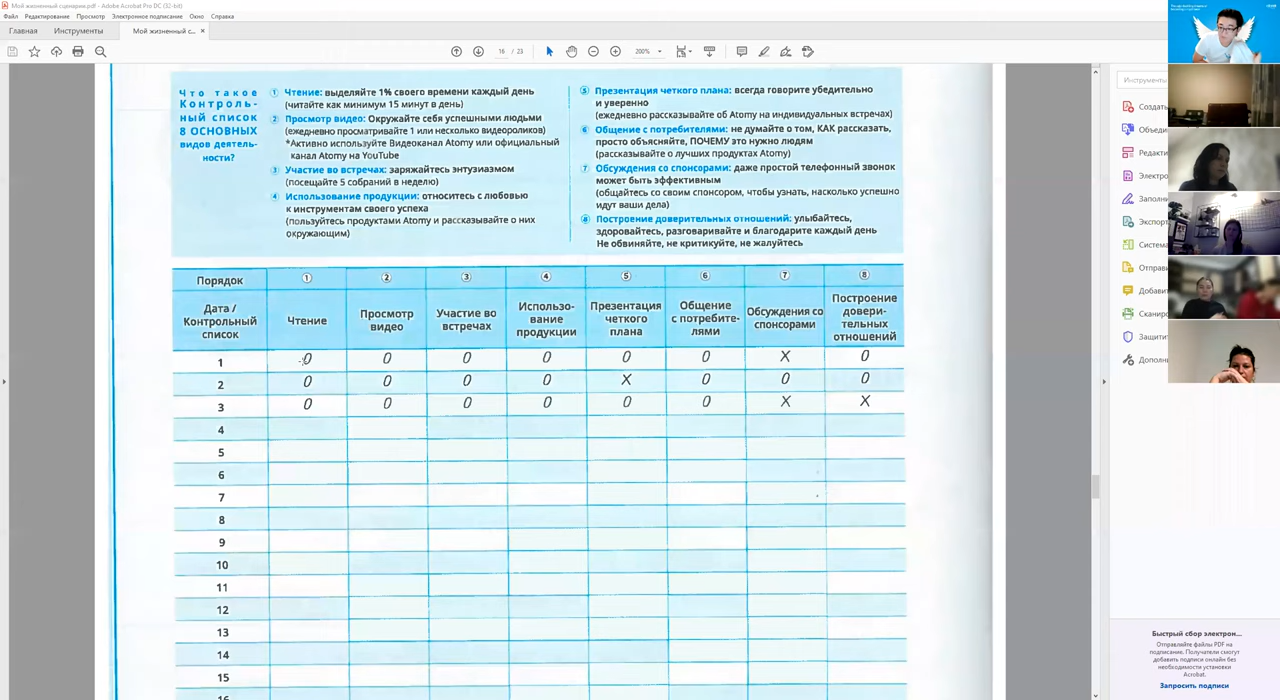 Мой жизненный сценарий.pdf - Adobe Acrobat Pro DC (32-bit)
Файл Редактирование Просмотр Электронное подписание Окно Справка
Главная Инструменты Мой жизненный с... ×
16 / 23 200%
Что такое
Контроль-
ный список
8 ОСНОВНЫХ
видов деятель-
ности?
① Чтение: выделяйте 1% своего времени каждый день
(читайте как минимум 15 минут в день)
② Просмотр видео: Окружайте себя успешными людьми
(ежедневно просматривайте 1 или несколько видеороликов)
*Активно используйте Видеоканал Atomy или официальный
канал Atomy на YouTube
③ Участие во встречах: заряжайтесь энтузиазмом
(посещайте 5 собраний в неделю)
④ Использование продукции: относитесь с любовью
к инструментам своего успеха
(пользуйтесь продуктами Atomy и рассказывайте о них
окружающим)
⑤ Презентация четкого плана: всегда говорите убедительно
и уверенно
(ежедневно рассказывайте об Atomy на индивидуальных встречах)
⑥ Общение с потребителями: не думайте о том, КАК рассказать,
просто объясняйте, ПОЧЕМУ это нужно людям
(рассказывайте о лучших продуктах Atomy)
⑦ Обсуждения со спонсорами: даже простой телефонный звонок
может быть эффективным
(общайтесь со своим спонсором, чтобы узнать, насколько успешно
идут ваши дела)
⑧ Построение доверительных отношений: улыбайтесь,
здоровайтесь, разговаривайте и благодарите каждый день
Не обвиняйте, не критикуйте, не жалуйтесь
Порядок ① ② ③ ④ ⑤ ⑥ ⑦ ⑧
Дата /
Контрольный
список
Чтение
Просмотр
видео
Участие во
встречах
Использо-
вание
продукции
Презентация
четкого
плана
Общение
с потребите-
лями
Обсуждения со
спонсорами
Построение
довери-
тельных
отношений
1 0 0 0 0 0 0 X 0
2 0 0 0 0 X 0 0 0
3 0 0 0 0 0 0 X X
4
5
6
7
8
9
10
11
12
13
14
15
16
Инструменты
Создать
Объеди
Редакти
Электро
Заполни
Экспорт
Система
Отправи
Добави
Сканиро
Защитит
Дополн
Быстрый сбор электрон...
Отправляйте файлы PDF на
подписание. Получатели смогут
добавить подписи онлайн без
необходимости установки
Acrobat.
Запросить подписи